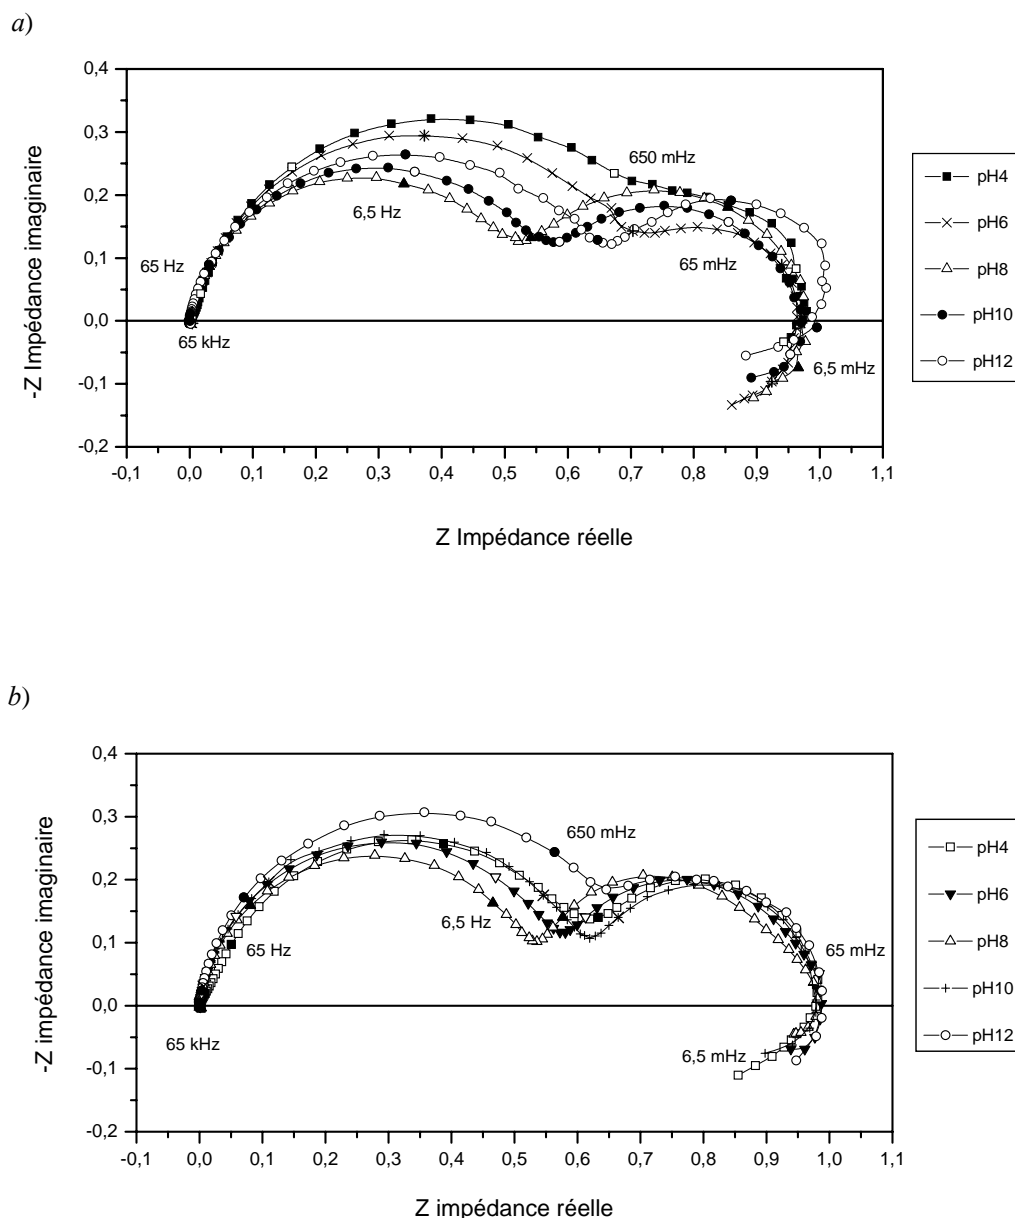 a)
0,4
0,3
0,2
0,1
0,0
-0,1
-0,2
-Z Impédance imaginaire
650 mHz
6,5 Hz
65 Hz
65 mHz
65 kHz
6,5 mHz
-0,1 0,0 0,1 0,2 0,3 0,4 0,5 0,6 0,7 0,8 0,9 1,0 1,1
Z Impédance réelle
pH4
pH6
pH8
pH10
pH12
b)
0,4
0,3
0,2
0,1
0,0
-0,1
-0,2
-Z impédance imaginaire
650 mHz
6,5 Hz
65 Hz
65 mHz
65 kHz
6,5 mHz
-0,1 0,0 0,1 0,2 0,3 0,4 0,5 0,6 0,7 0,8 0,9 1,0 1,1
Z impédance réelle
pH4
pH6
pH8
pH10
pH12